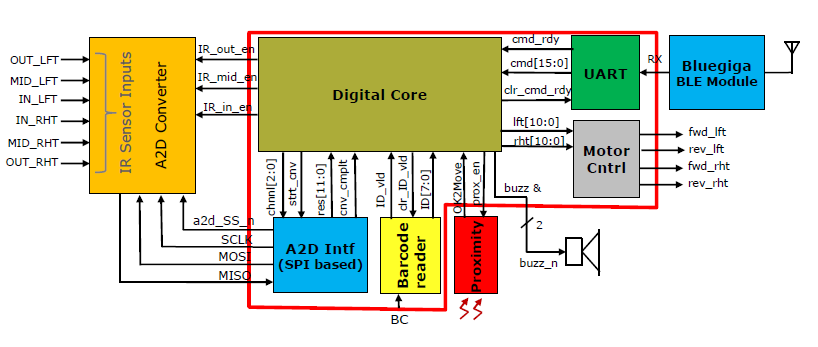 OUT_LFT
MID_LFT
IN_LFT
IN_RHT
MID_RHT
OUT_RHT
IR Sensor Inputs
A2D Converter
IR_out_en
IR_mid_en
IR_in_en
Digital Core
cmd_rdy
cmd[15:0]
clr_cmd_rdy
UART
RX
Bluegiga
BLE Module
lft[10:0]
rht[10:0]
Motor
Cntrl
fwd_lft
rev_lft
fwd_rht
rev_rht
chnnl[2:0]
strt_cnv
res[11:0]
cnv_cmplt
ID_vld
clr_ID_vld
ID[7:0]
OK2Move
prox_en
buzz &
2
buzz_n
a2d_SS_n
SCLK
MOSI
MISO
A2D Intf
(SPI based)
Barcode
reader
Proximity
BC